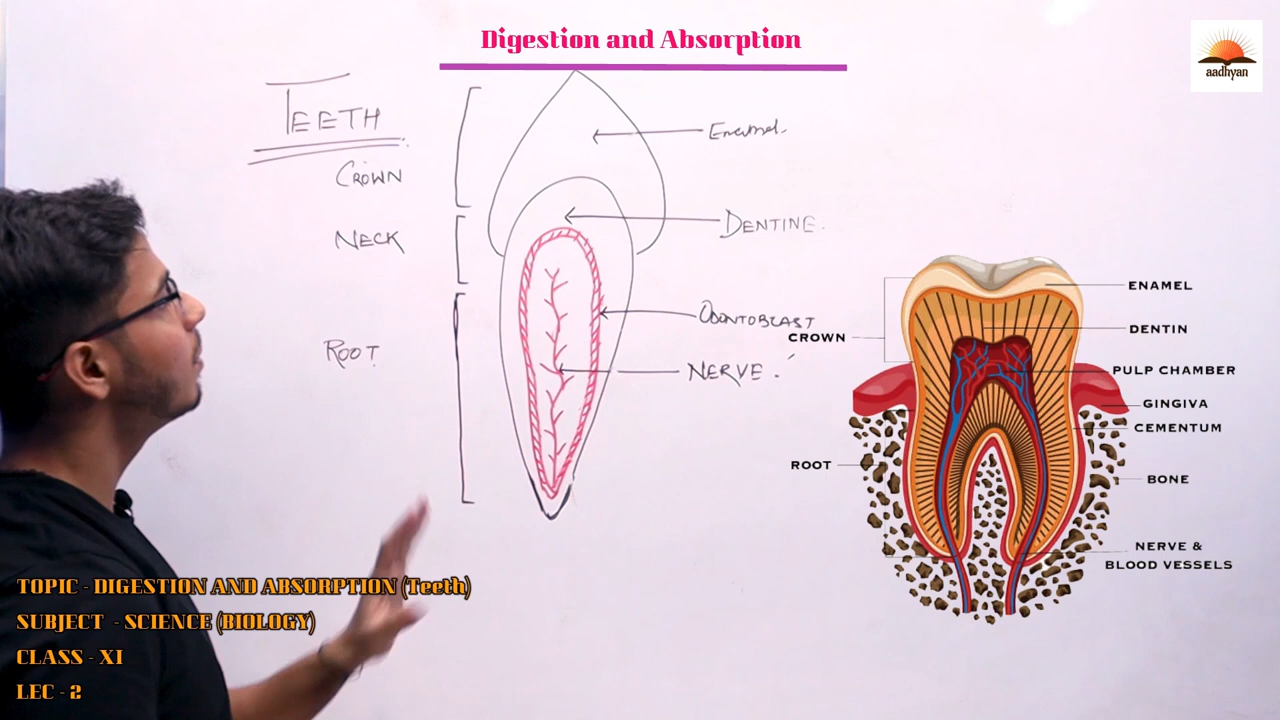 Digestion and Absorption
aadhyan
TEETH
CROWN
NECK
ROOT
Enamel.
DENTINE.
ODONTOBLAST
NERVE.
CROWN
ROOT
ENAMEL
DENTIN
PULP CHAMBER
GINGIVA
CEMENTUM
BONE
NERVE &
BLOOD VESSELS
TOPIC - DIGESTION AND ABSORPTION (Teeth)
SUBJECT - SCIENCE (BIOLOGY)
CLASS - XI
LEC - 2